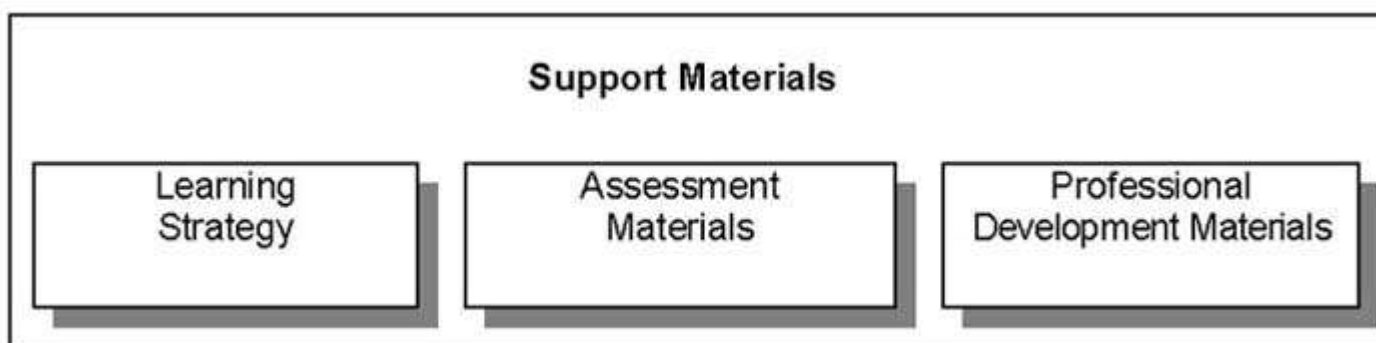 Support Materials
Learning
Strategy
Assessment
Materials
Professional
Development Materials